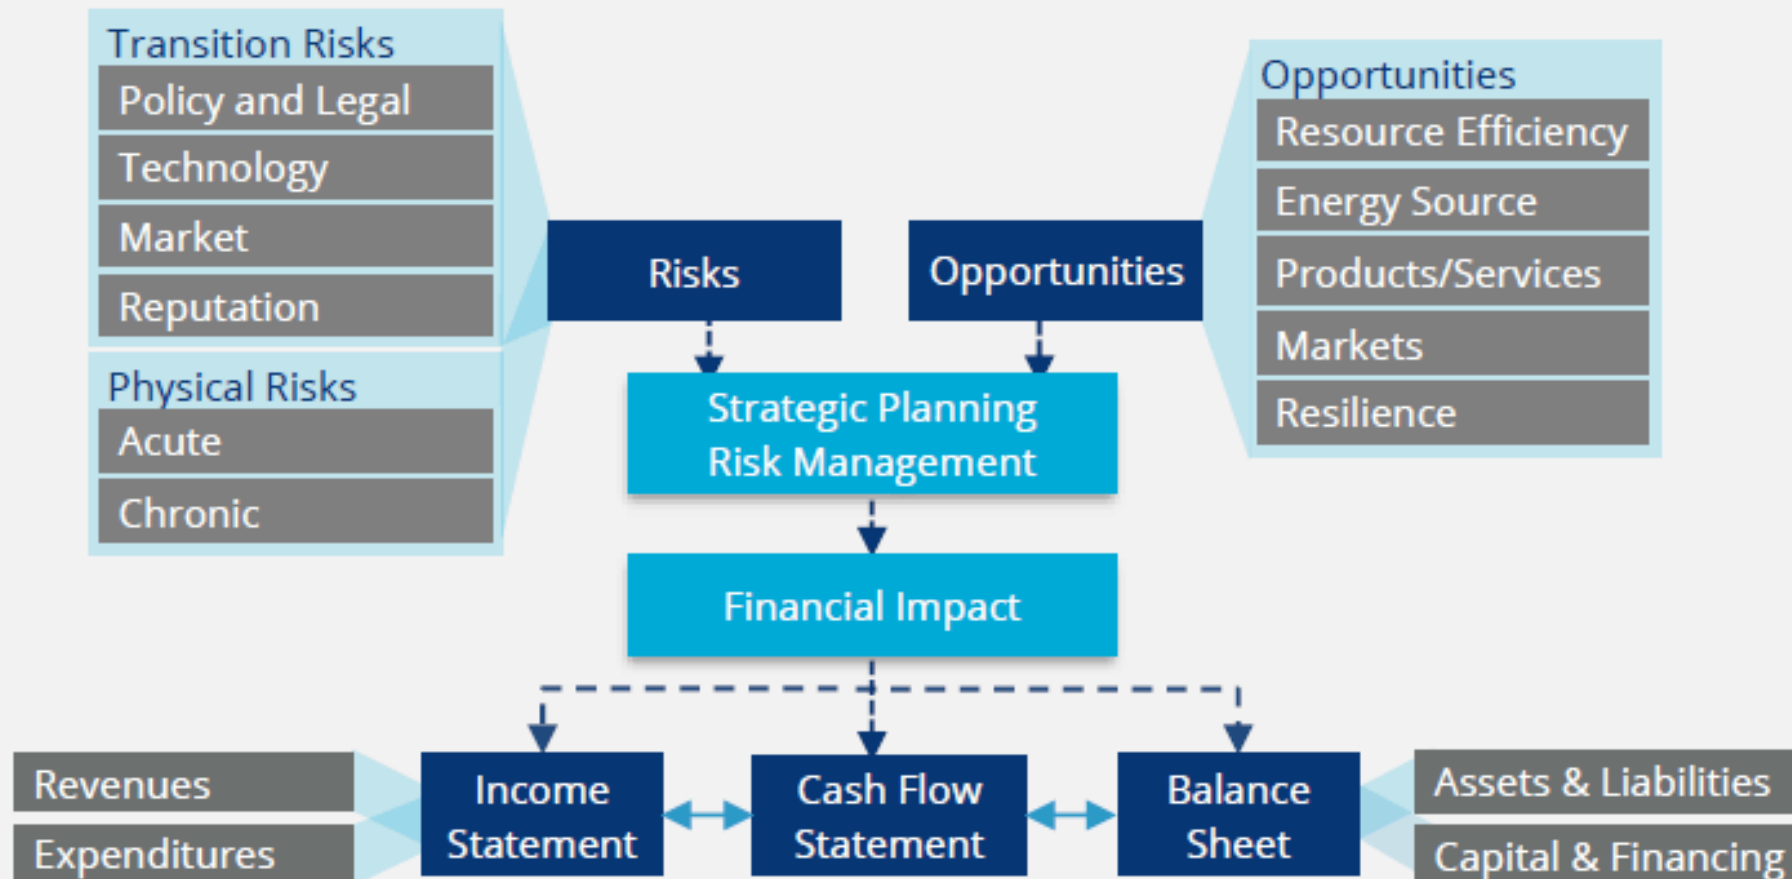 Transition Risks
Policy and Legal
Technology
Market
Reputation
Physical Risks
Acute
Chronic
Risks
Opportunities
Opportunities
Resource Efficiency
Energy Source
Products/Services
Markets
Resilience
Strategic Planning
Risk Management
Financial Impact
Revenues
Expenditures
Income
Statement
Cash Flow
Statement
Balance
Sheet
Assets & Liabilities
Capital & Financing